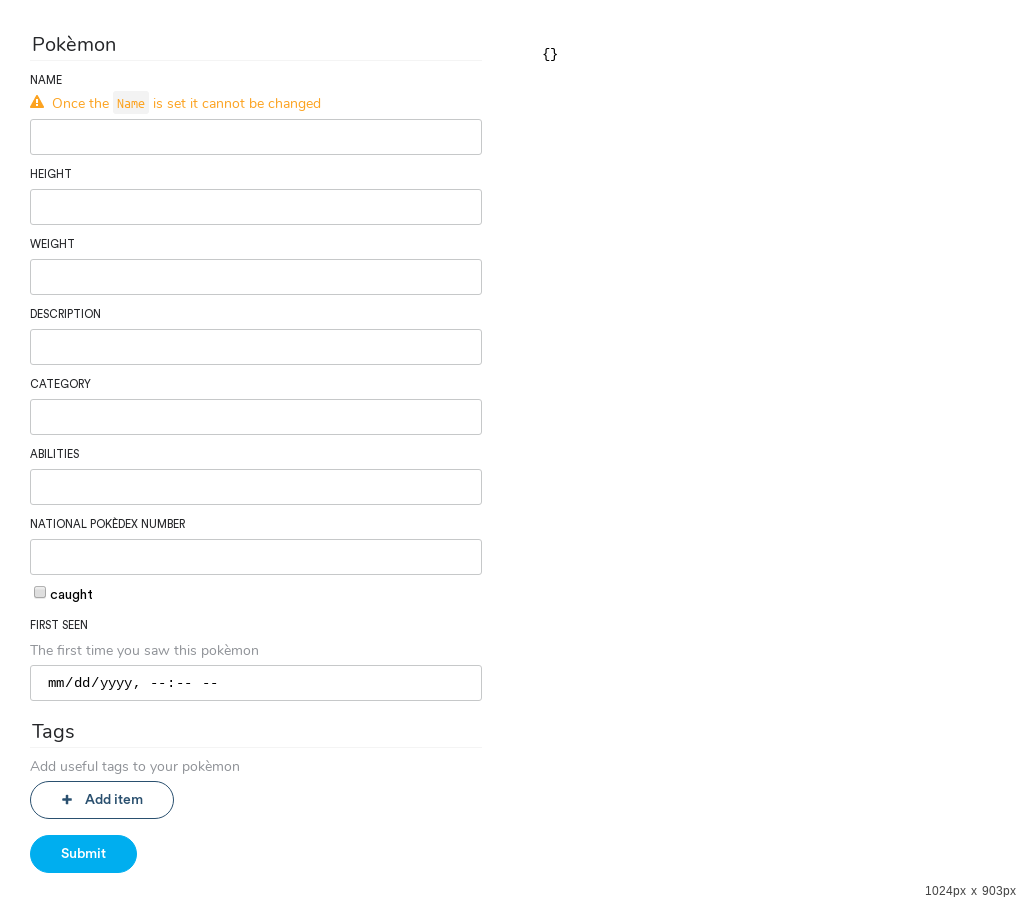 Pokèmon
{}
NAME
Once the Name is set it cannot be changed
HEIGHT
WEIGHT
DESCRIPTION
CATEGORY
ABILITIES
NATIONAL POKÈDEX NUMBER
caught
FIRST SEEN
The first time you saw this pokèmon
mm/dd/yyyy, --:-- --
Tags
Add useful tags to your pokèmon
Add item
Submit
1024px x 903px